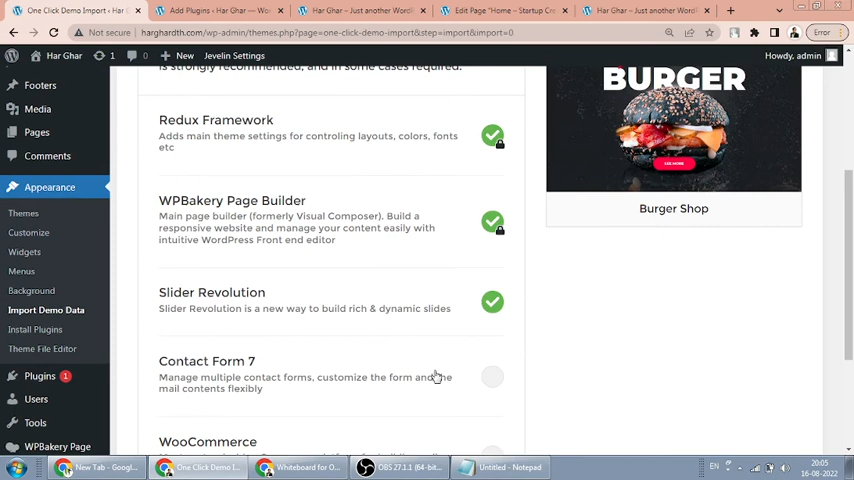 One Click Demo Import ‹ Har G
Add Plugins ‹ Har Ghar — Wo
Har Ghar – Just another WordP
Edit Page "Home – Startup Cre
Har Ghar – Just another WordP
Not secure | harghardth.com/wp-admin/themes.php?page=one-click-demo-import&step=import&import=0
Error
Har Ghar 1 0 + New Jevelin Settings
Howdy, admin
Footers
Media
Pages
Comments
Appearance
Themes
Customize
Widgets
Menus
Background
Import Demo Data
Install Plugins
Theme File Editor
Plugins 1
Users
Tools
WPBakery Page
is strongly recommended, and in some cases required.
Redux Framework
Adds main theme settings for controling layouts, colors, fonts
etc
WPBakery Page Builder
Main page builder (formerly Visual Composer). Build a
responsive website and manage your content easily with
intuitive WordPress Front end editor
Slider Revolution
Slider Revolution is a new way to build rich & dynamic slides
Contact Form 7
Manage multiple contact forms, customize the form and the
mail contents flexibly
WooCommerce
BURGER
SEE MORE
Burger Shop
New Tab - Googl...
One Click Demo I...
Whiteboard for O...
OBS 27.1.1 (64-bit...
Untitled - Notepad
EN
20:05
16-08-2022